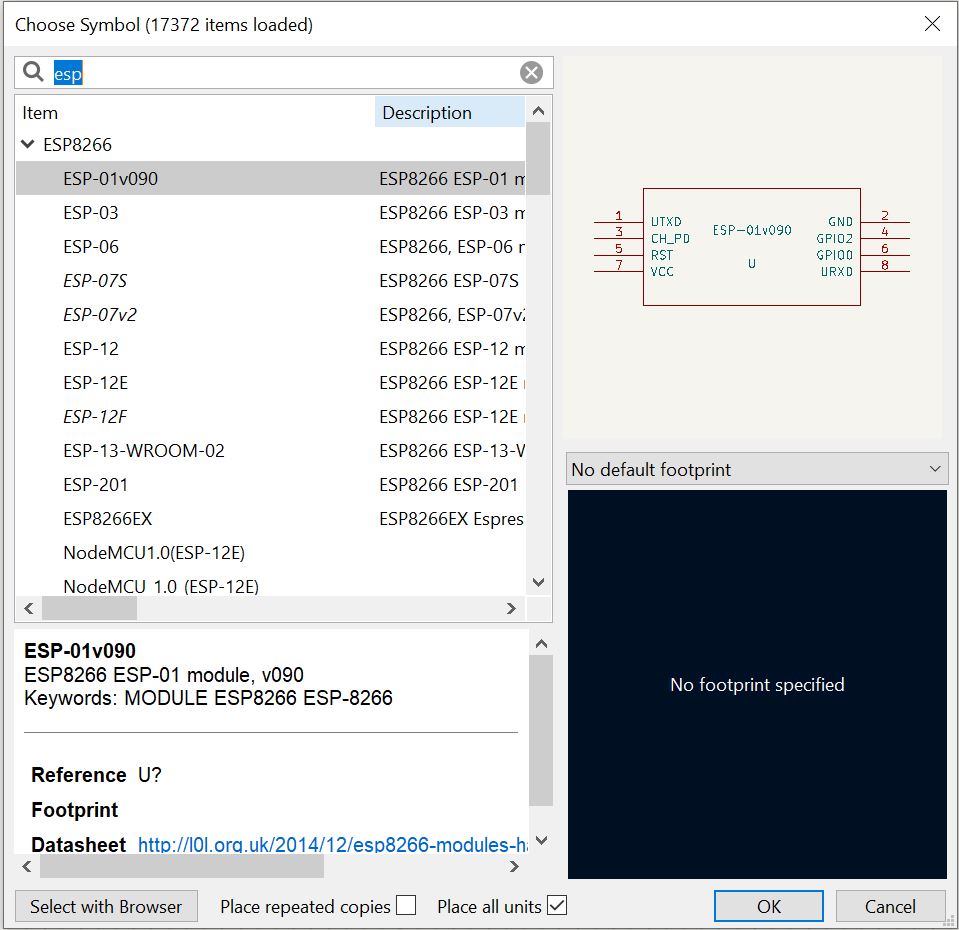 Choose Symbol (17372 items loaded)
esp
Item Description
ESP8266
ESP-01v090 ESP8266 ESP-01 m
ESP-03 ESP8266 ESP-03 m
ESP-06 ESP8266, ESP-06 m
ESP-07S ESP8266 ESP-07S
ESP-07v2 ESP8266, ESP-07v2
ESP-12 ESP8266 ESP-12 m
ESP-12E ESP8266 ESP-12E
ESP-12F ESP8266 ESP-12E
ESP-13-WROOM-02 ESP8266 ESP-13-W
ESP-201 ESP8266 ESP-201
ESP8266EX ESP8266EX Espres
NodeMCU1.0(ESP-12E)
NodeMCU_1.0_(ESP-12E)
ESP-01v090
ESP8266 ESP-01 module, v090
Keywords: MODULE ESP8266 ESP-8266
Reference U?
Footprint
Datasheet http://l0l.org.uk/2014/12/esp8266-modules-ha
1 UTXD GND 2
3 CH_PD ESP-01v090 GPIO2 4
5 RST GPIO0 6
U
7 VCC URXD 8
No default footprint
No footprint specified
Select with Browser Place repeated copies Place all units OK Cancel